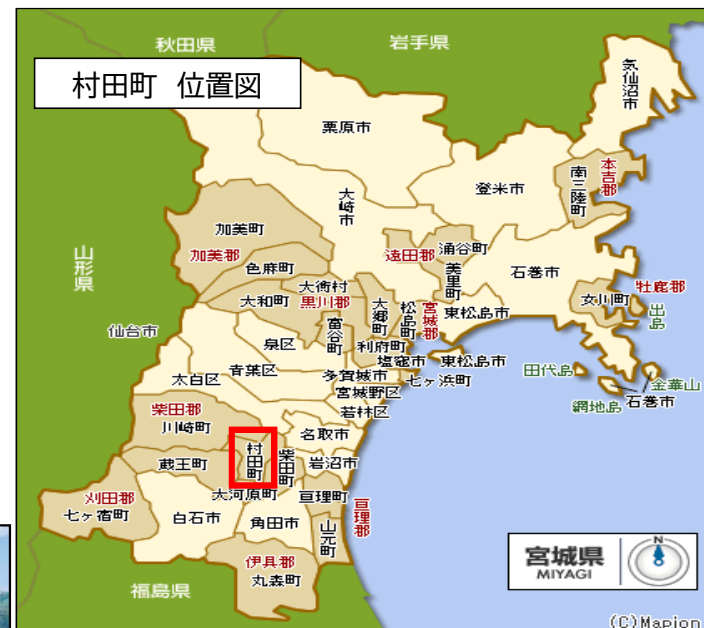 秋田県
岩手県
村田町 位置図
気仙沼市
栗原市
本吉郡
南三陸町
登米市
大崎市
加美町
加美郡
色麻町
遠田郡
涌谷町
美里町
石巻市
山形県
大衡村
大和町
黒川郡
大郷町
松島町
宮城郡
東松島市
女川町
牡鹿郡
出島
仙台市
富谷町
利府町
泉区
塩竈市
東松島市
青葉区
太白区
多賀城市
七ヶ浜町
宮城野区
若林区
田代島
網地島
金華山
石巻市
柴田郡
川崎町
名取市
蔵王町
村田町
柴田町
岩沼市
大河原町
亘理町
亘理郡
刈田郡
七ヶ宿町
白石市
角田市
山元町
伊具郡
丸森町
福島県
宮城県
MIYAGI
N
(C)Mapion